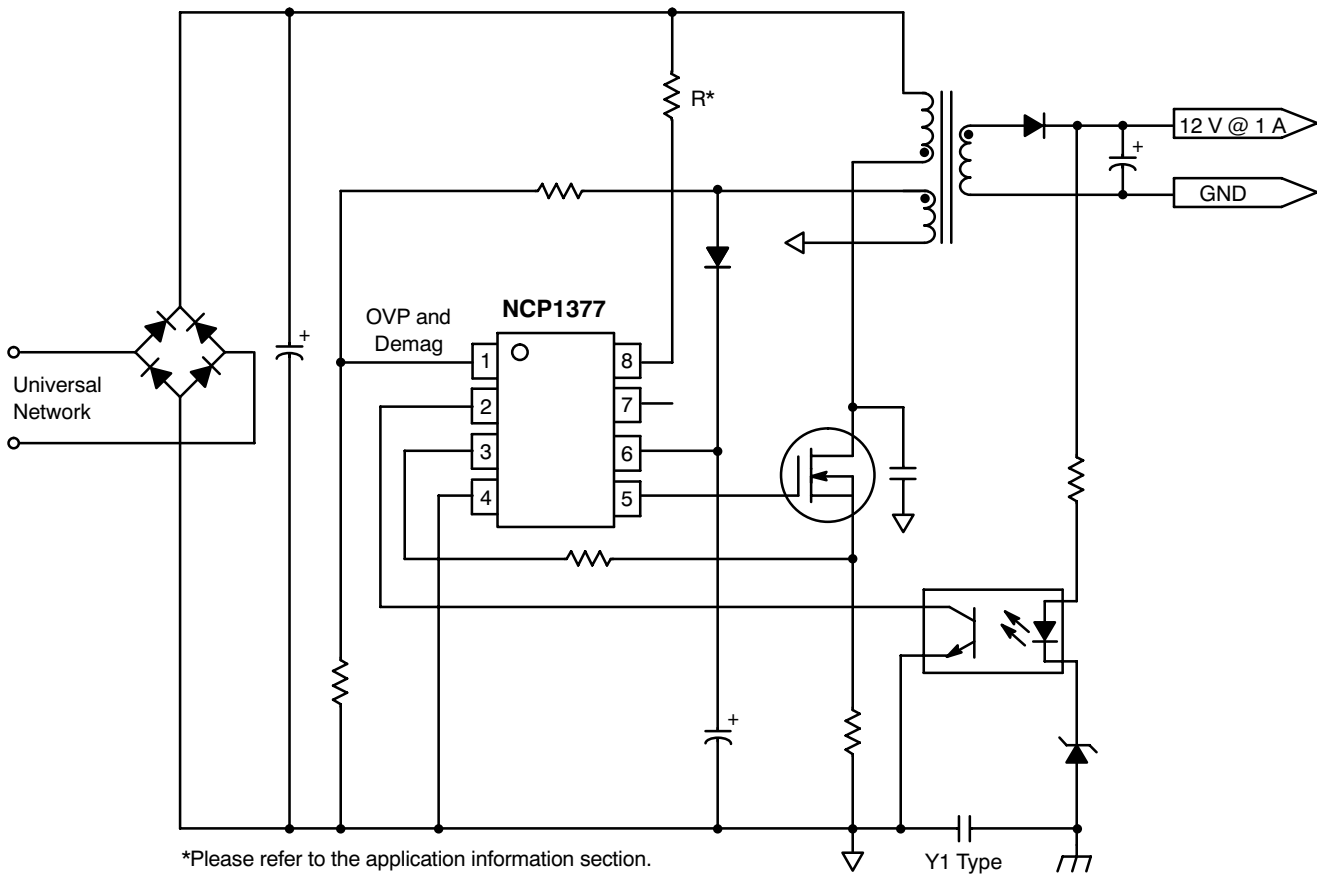 R*
+
12 V @ 1 A
GND
+
NCP1377
OVP and
Demag
Universal
Network
1
2
3
4
8
7
6
5
+
*Please refer to the application information section.
Y1 Type